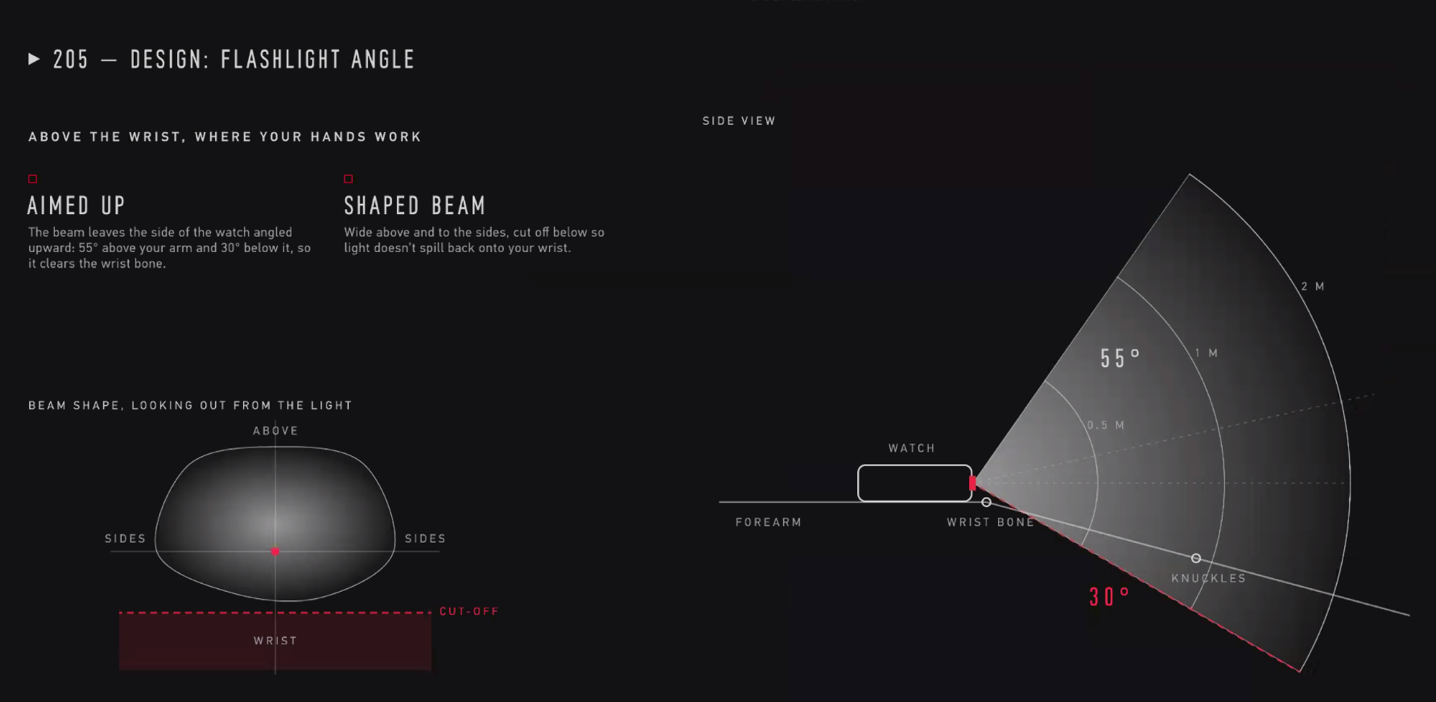 205 — DESIGN: FLASHLIGHT ANGLE
ABOVE THE WRIST, WHERE YOUR HANDS WORK
AIMED UP
The beam leaves the side of the watch angled
upward: 55° above your arm and 30° below it, so
it clears the wrist bone.
SHAPED BEAM
Wide above and to the sides, cut off below so
light doesn't spill back onto your wrist.
BEAM SHAPE, LOOKING OUT FROM THE LIGHT
ABOVE
SIDES
SIDES
CUT-OFF
WRIST
SIDE VIEW
2 M
55°
1 M
0.5 M
WATCH
FOREARM
WRIST BONE
KNUCKLES
30°